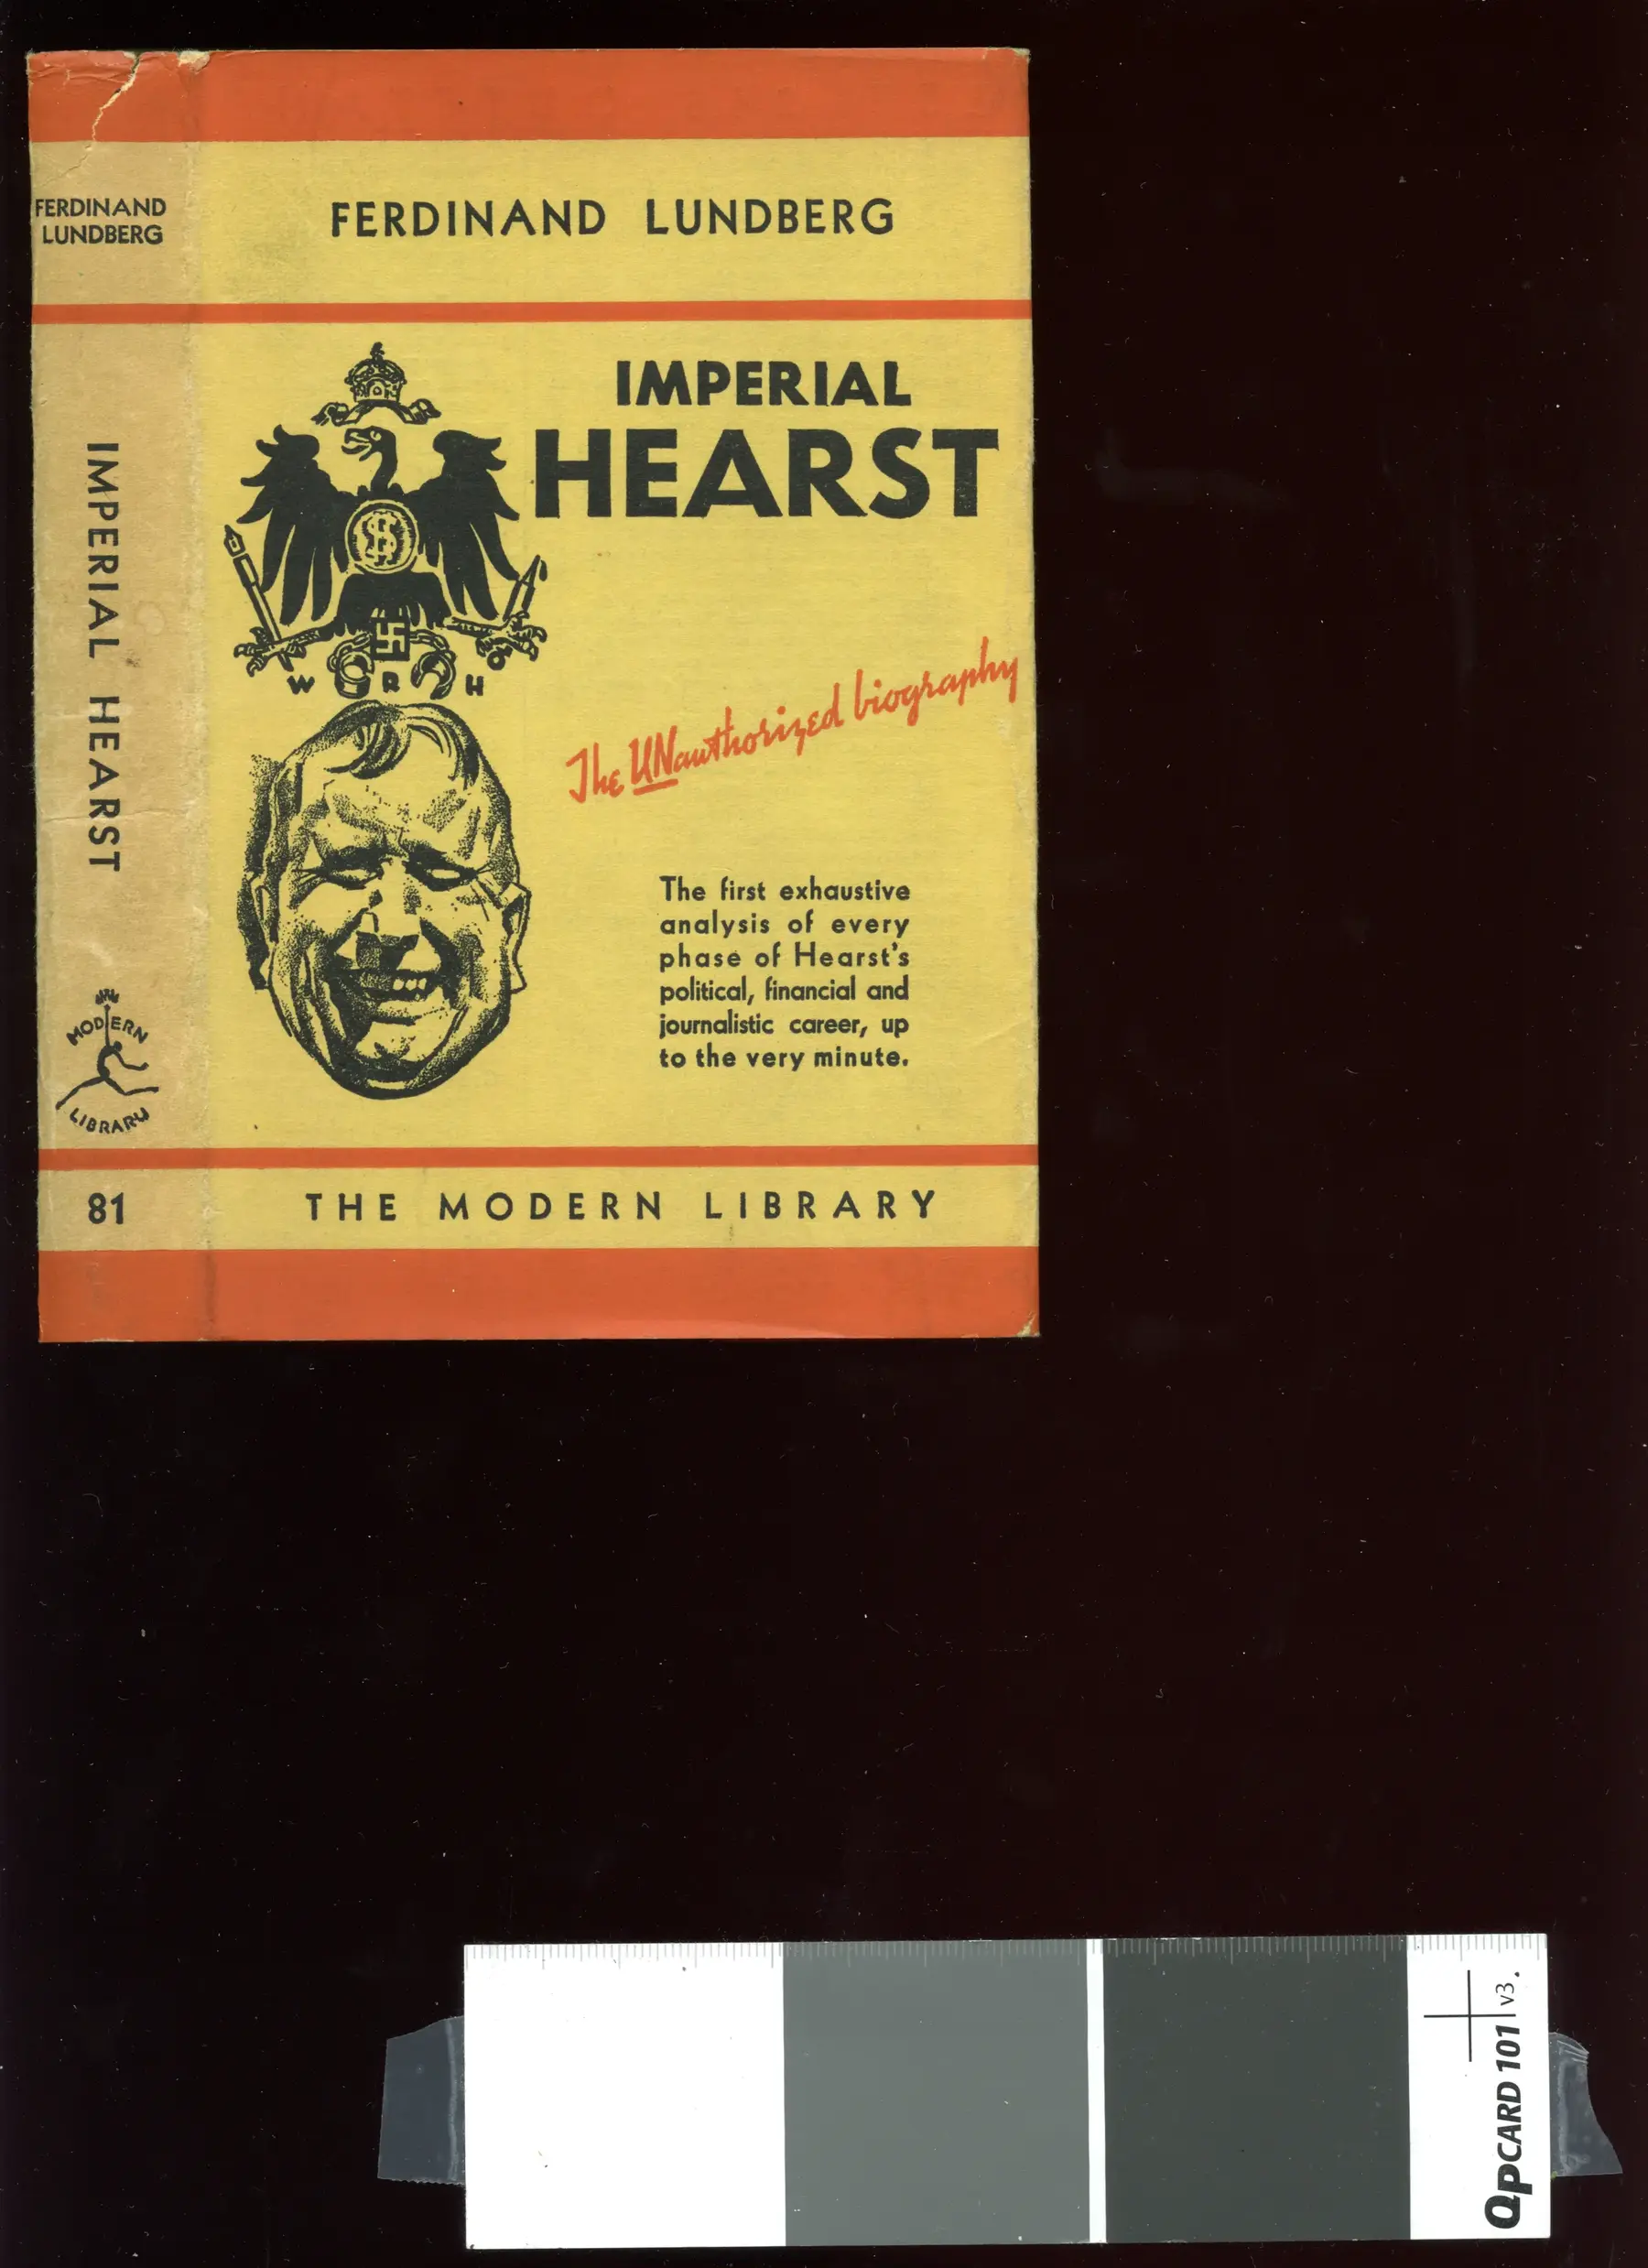 FERDINAND
LUNDBERG
IMPERIAL HEARST
MODERN
LIBRARY
81
FERDINAND LUNDBERG
IMPERIAL
HEARST
$
W R H
The UNauthorized biography
The first exhaustive
analysis of every
phase of Hearst's
political, financial and
journalistic career, up
to the very minute.
THE MODERN LIBRARY
QPCARD 101 v3.